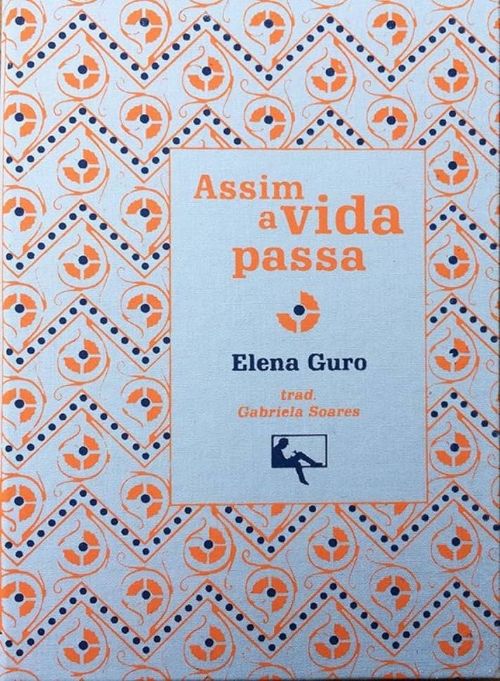 Assim
a vida
passa
Elena Guro
trad.
Gabriela Soares